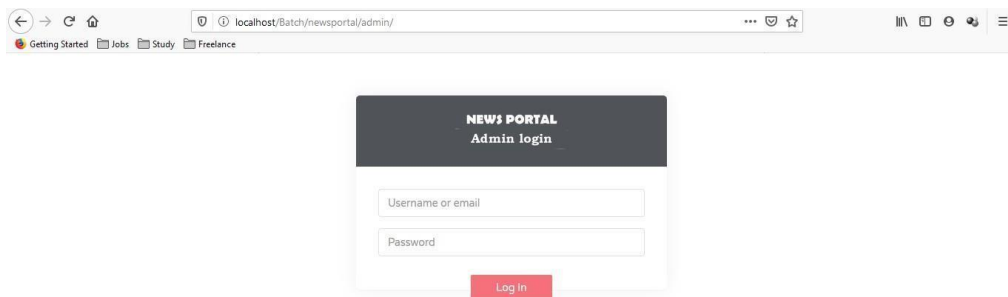 localhost/Batch/newsportal/admin/
Getting Started Jobs Study Freelance
NEWS PORTAL
Admin login
Username or email
Password
Log In